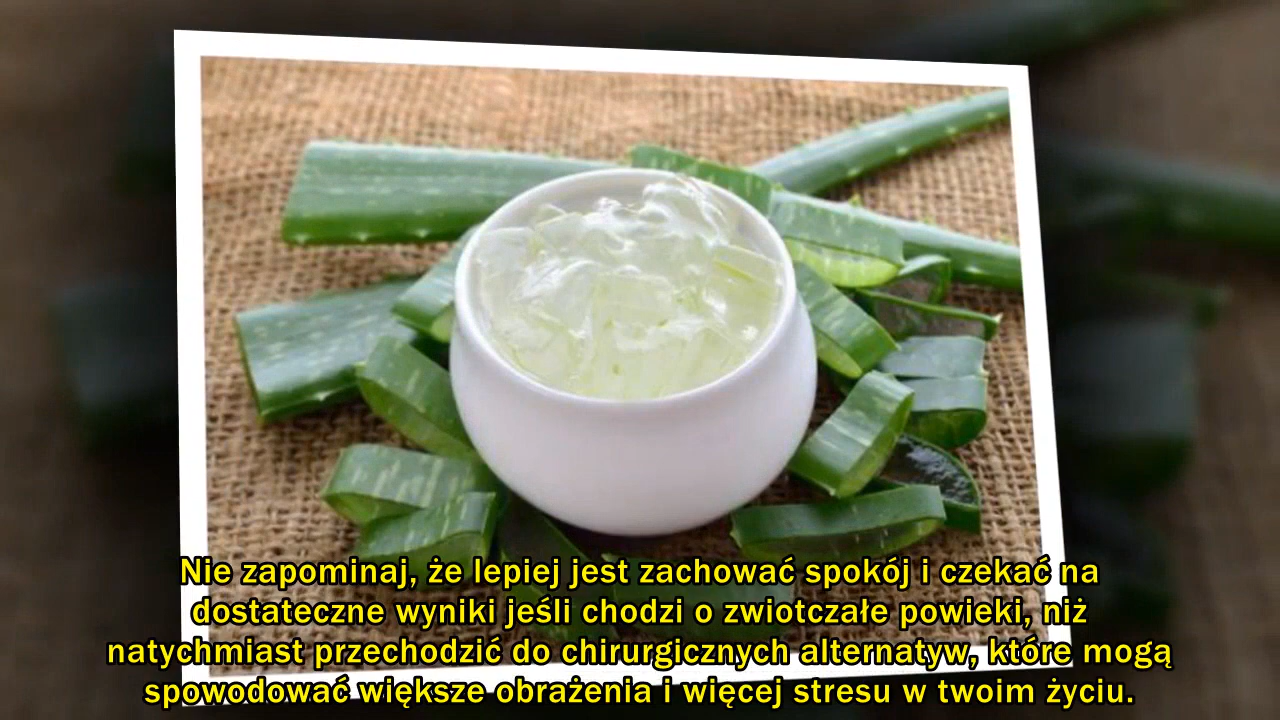 Nie zapominaj, że lepiej jest zachować spokój i czekać na
dostateczne wyniki jeśli chodzi o zwiotczałe powieki, niż
natychmiast przechodzić do chirurgicznych alternatyw, które mogą
spowodować większe obrażenia i więcej stresu w twoim życiu.